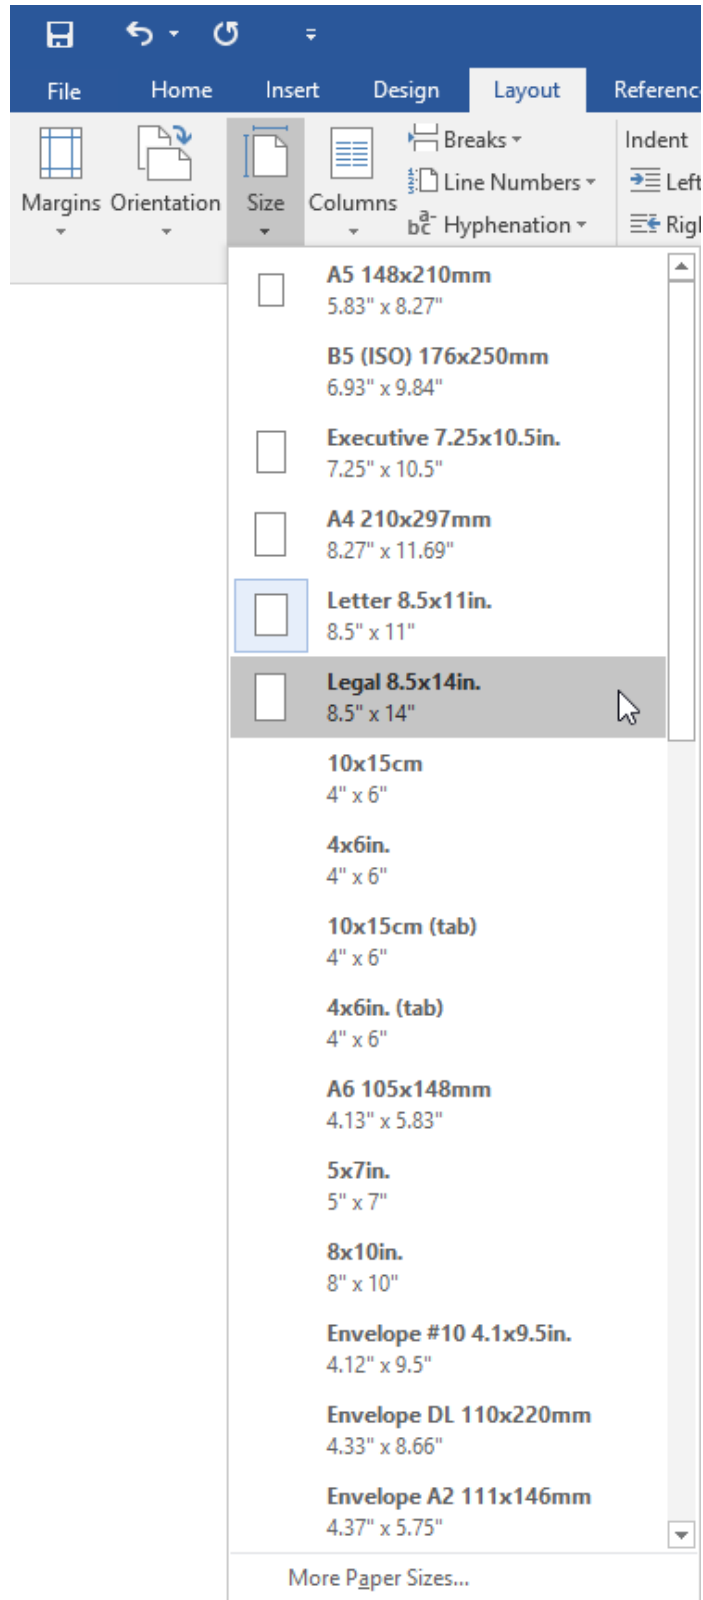 File Home Insert Design Layout
Margins Orientation Size Columns Breaks Line Numbers Hyphenation Indent
A5 148x210mm
5.83" x 8.27"
B5 (ISO) 176x250mm
6.93" x 9.84"
Executive 7.25x10.5in.
7.25" x 10.5"
A4 210x297mm
8.27" x 11.69"
Letter 8.5x11in.
8.5" x 11"
Legal 8.5x14in.
8.5" x 14"
10x15cm
4" x 6"
4x6in.
4" x 6"
10x15cm (tab)
4" x 6"
4x6in. (tab)
4" x 6"
A6 105x148mm
4.13" x 5.83"
5x7in.
5" x 7"
8x10in.
8" x 10"
Envelope #10 4.1x9.5in.
4.12" x 9.5"
Envelope DL 110x220mm
4.33" x 8.66"
Envelope A2 111x146mm
4.37" x 5.75"
More Paper Sizes...